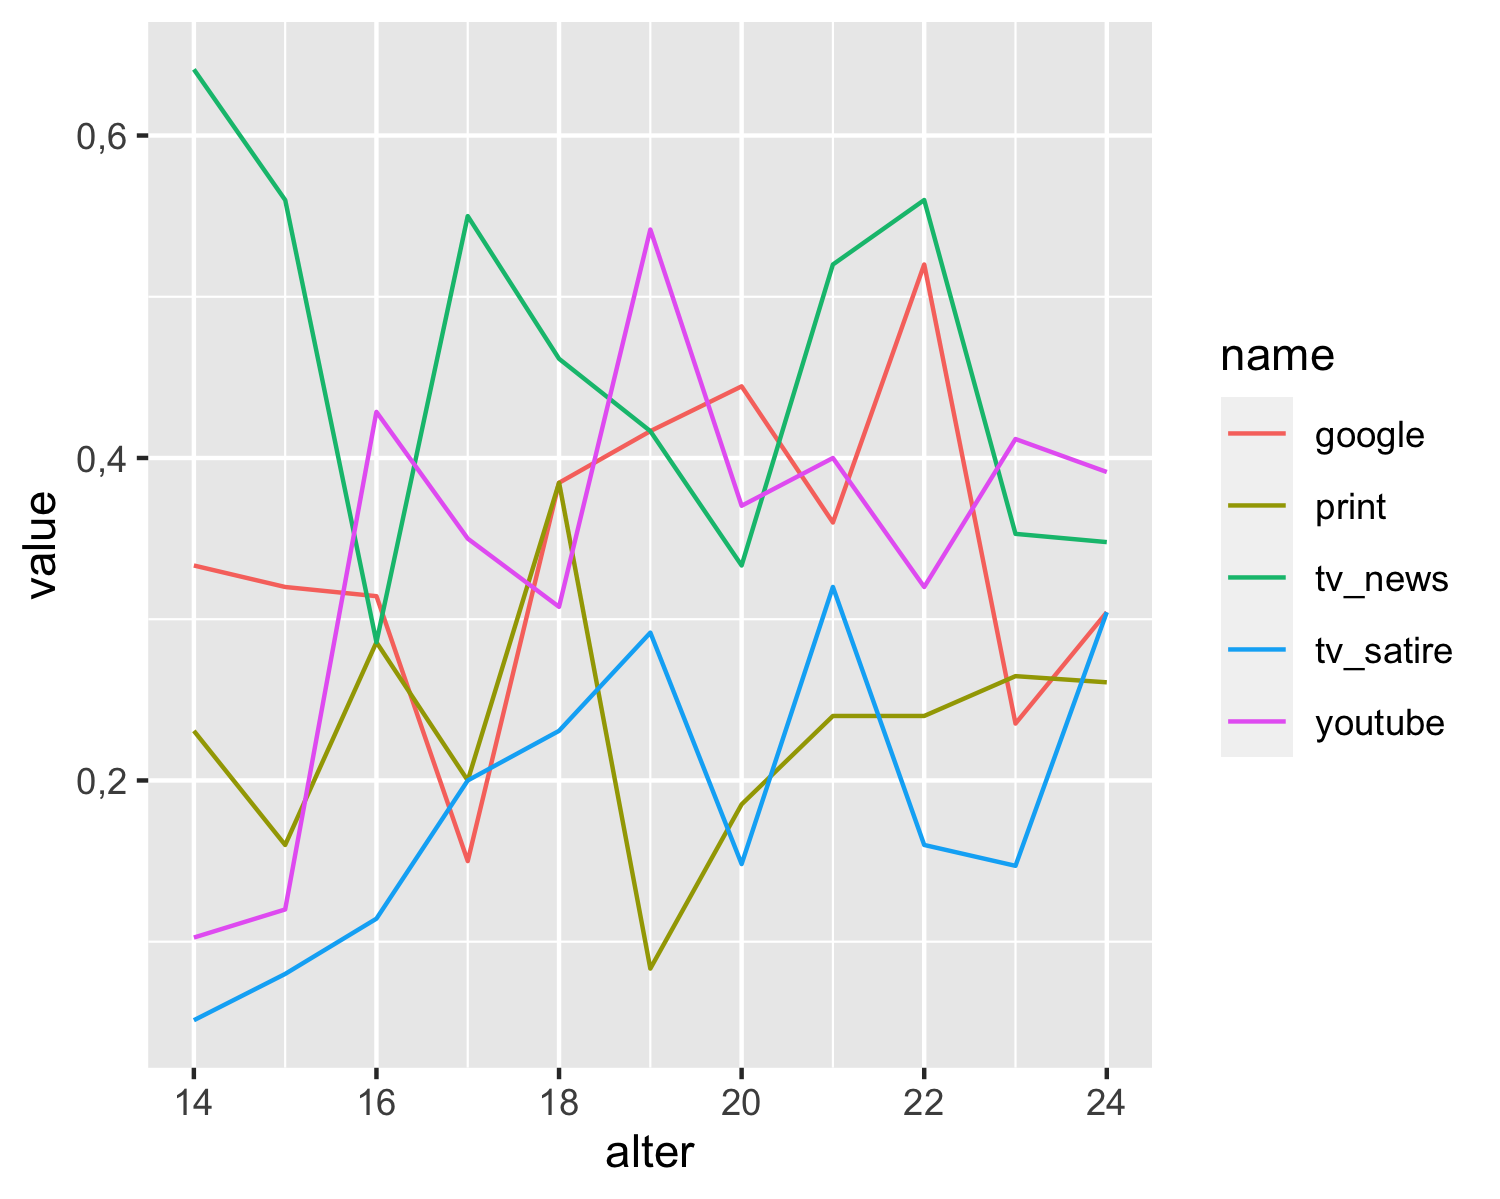 value
0,6
0,4
0,2
14 16 18 20 22 24
alter
name
google
print
tv_news
tv_satire
youtube